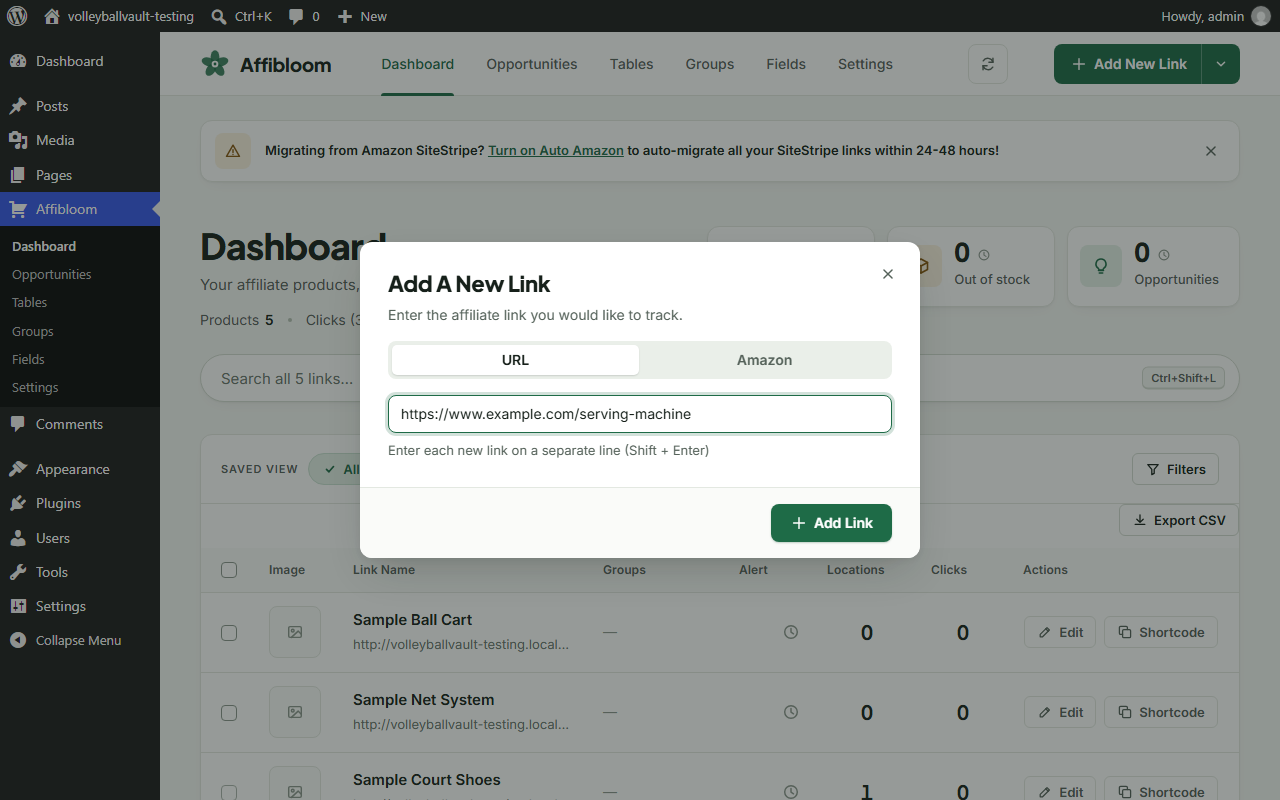 volleyballvault-testing Ctrl+K 0 New Howdy, admin
Dashboard
Posts
Media
Pages
Affibloom
Dashboard
Opportunities
Tables
Groups
Fields
Settings
Comments
Appearance
Plugins
Users
Tools
Settings
Collapse Menu
Affibloom Dashboard Opportunities Tables Groups Fields Settings Add New Link
Migrating from Amazon SiteStripe? Turn on Auto Amazon to auto-migrate all your SiteStripe links within 24-48 hours!
Dashboard
Your affiliate products,
Products 5 • Clicks (3
0
Out of stock
0
Opportunities
Search all 5 links... Ctrl+Shift+L
SAVED VIEW All Filters
Export CSV
Add A New Link
Enter the affiliate link you would like to track.
URL Amazon
https://www.example.com/serving-machine
Enter each new link on a separate line (Shift + Enter)
Add Link
Image Link Name Groups Alert Locations Clicks Actions
Sample Ball Cart
http://volleyballvault-testing.local...
— 0 0 Edit Shortcode
Sample Net System
http://volleyballvault-testing.local...
— 0 0 Edit Shortcode
Sample Court Shoes
— 1 0 Edit Shortcode